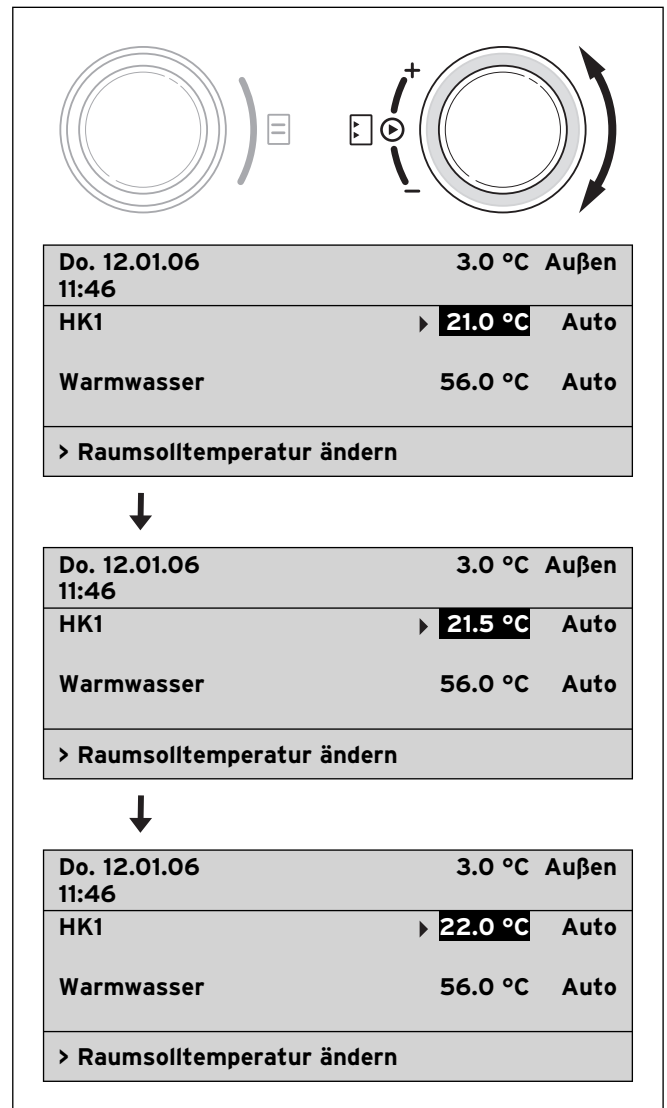 +
−
Do. 12.01.06 3.0 °C Außen
11:46
HK1 21.0 °C Auto
Warmwasser 56.0 °C Auto
> Raumsolltemperatur ändern
Do. 12.01.06 3.0 °C Außen
11:46
HK1 21.5 °C Auto
Warmwasser 56.0 °C Auto
> Raumsolltemperatur ändern
Do. 12.01.06 3.0 °C Außen
11:46
HK1 22.0 °C Auto
Warmwasser 56.0 °C Auto
> Raumsolltemperatur ändern